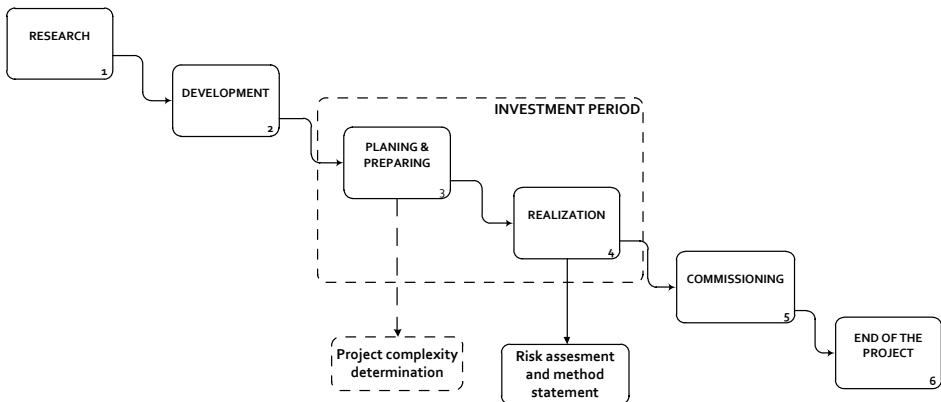 RESEARCH
1
DEVELOPMENT
2
INVESTMENT PERIOD
PLANING &
PREPARING
3
REALIZATION
4
COMMISSIONING
5
END OF THE
PROJECT
6
Project complexity
determination
Risk assesment
and method
statement